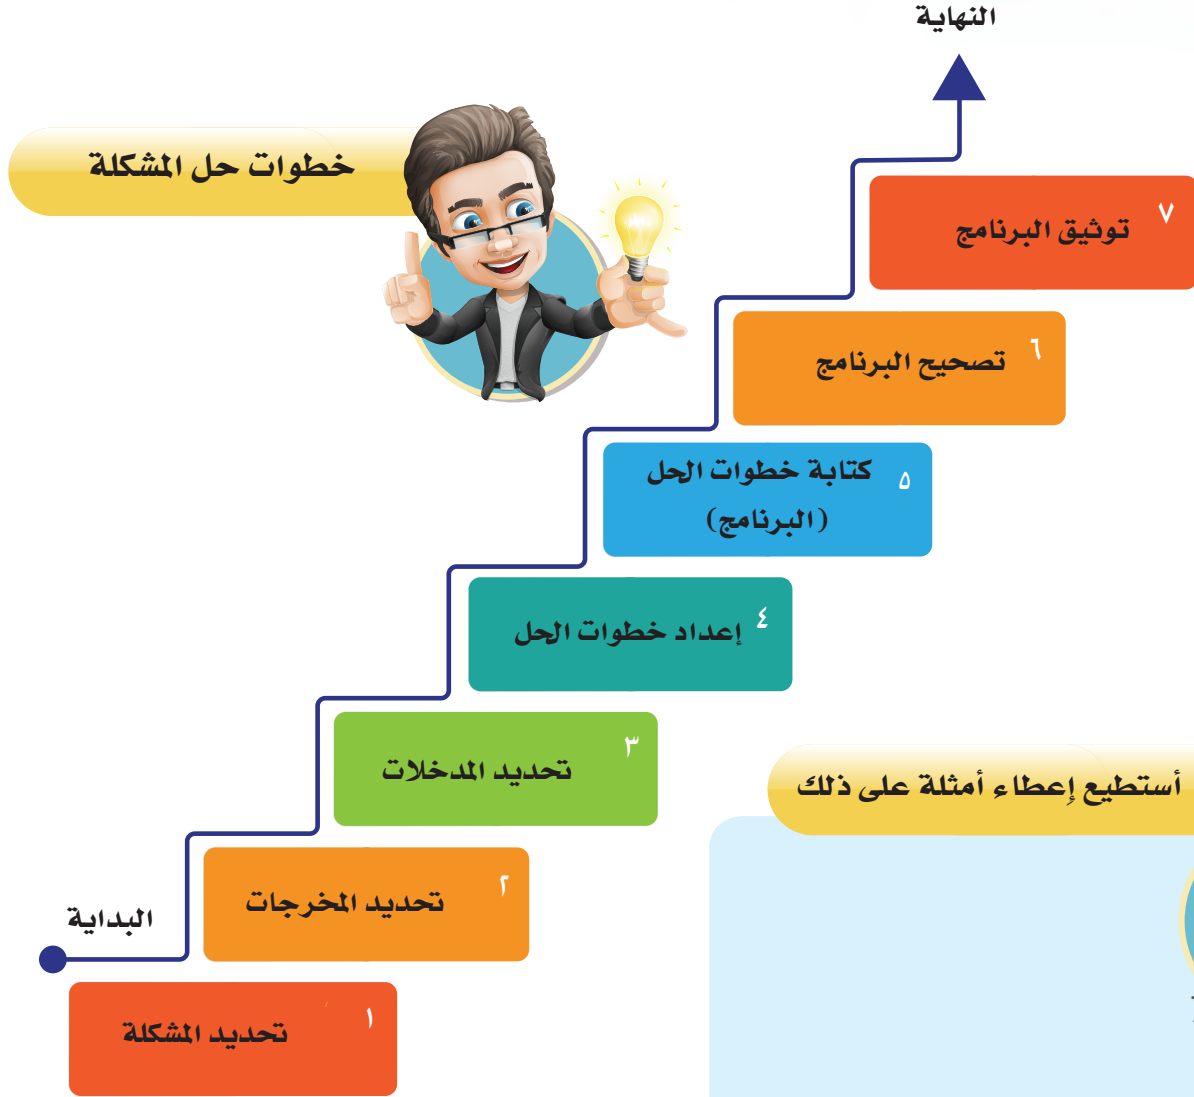 النهاية
خطوات حل المشكلة
٧ توثيق البرنامج
٦ تصحيح البرنامج
٥ كتابة خطوات الحل
(البرنامج)
٤ إعداد خطوات الحل
٣ تحديد المدخلات
أستطيع إعطاء أمثلة على ذلك
٢ تحديد المخرجات
البداية
١ تحديد المشكلة